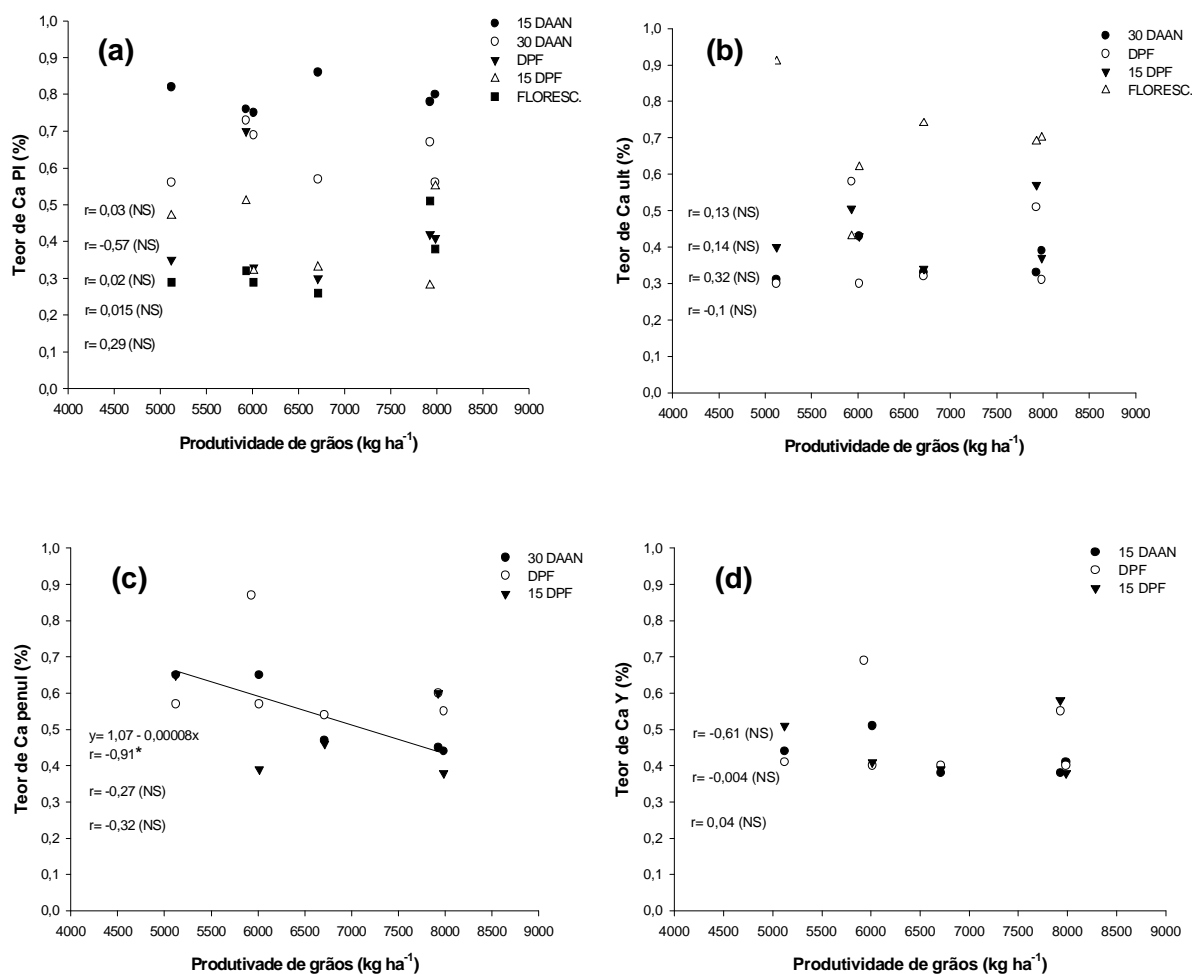 (a)
15 DAAN
30 DAAN
DPF
15 DPF
FLORESC.
Teor de Ca PI (%)
1,0
0,9
0,8
0,7
0,6
0,5
0,4
0,3
0,2
0,1
0,0
r= 0,03 (NS)
r= -0,57 (NS)
r= 0,02 (NS)
r= 0,015 (NS)
r= 0,29 (NS)
4000 4500 5000 5500 6000 6500 7000 7500 8000 8500 9000
Produtividade de grãos (kg ha-1)
(b)
30 DAAN
DPF
15 DPF
FLORESC.
Teor de Ca ult (%)
1,0
0,9
0,8
0,7
0,6
0,5
0,4
0,3
0,2
0,1
0,0
r= 0,13 (NS)
r= 0,14 (NS)
r= 0,32 (NS)
r= -0,1 (NS)
4000 4500 5000 5500 6000 6500 7000 7500 8000 8500 9000
Produtividade de grãos (kg ha-1)
(c)
30 DAAN
DPF
15 DPF
Teor de Ca penul (%)
1,0
0,9
0,8
0,7
0,6
0,5
0,4
0,3
0,2
0,1
0,0
y= 1,07 - 0,00008x
r= -0,91*
r= -0,27 (NS)
r= -0,32 (NS)
4000 4500 5000 5500 6000 6500 7000 7500 8000 8500 9000
Produtivade de grãos (kg ha-1)
(d)
15 DAAN
DPF
15 DPF
Teor de Ca Y (%)
1,0
0,9
0,8
0,7
0,6
0,5
0,4
0,3
0,2
0,1
0,0
r= -0,61 (NS)
r= -0,004 (NS)
r= 0,04 (NS)
4000 4500 5000 5500 6000 6500 7000 7500 8000 8500 9000
Produtividade de grãos (kg ha-1)